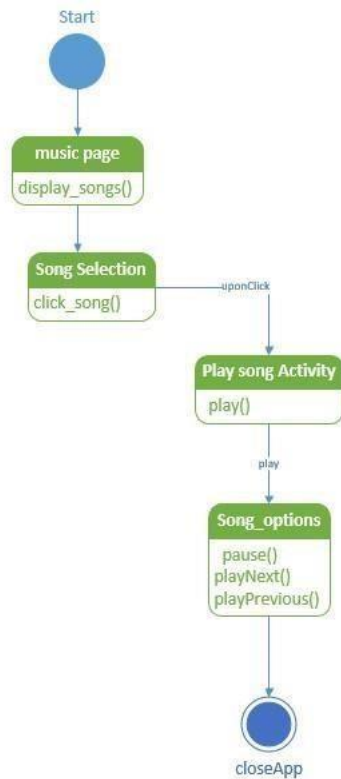 Start
music page
display_songs()
Song Selection
click_song()
uponClick
Play song Activity
play()
play
Song_options
pause()
playNext()
playPrevious()
closeApp